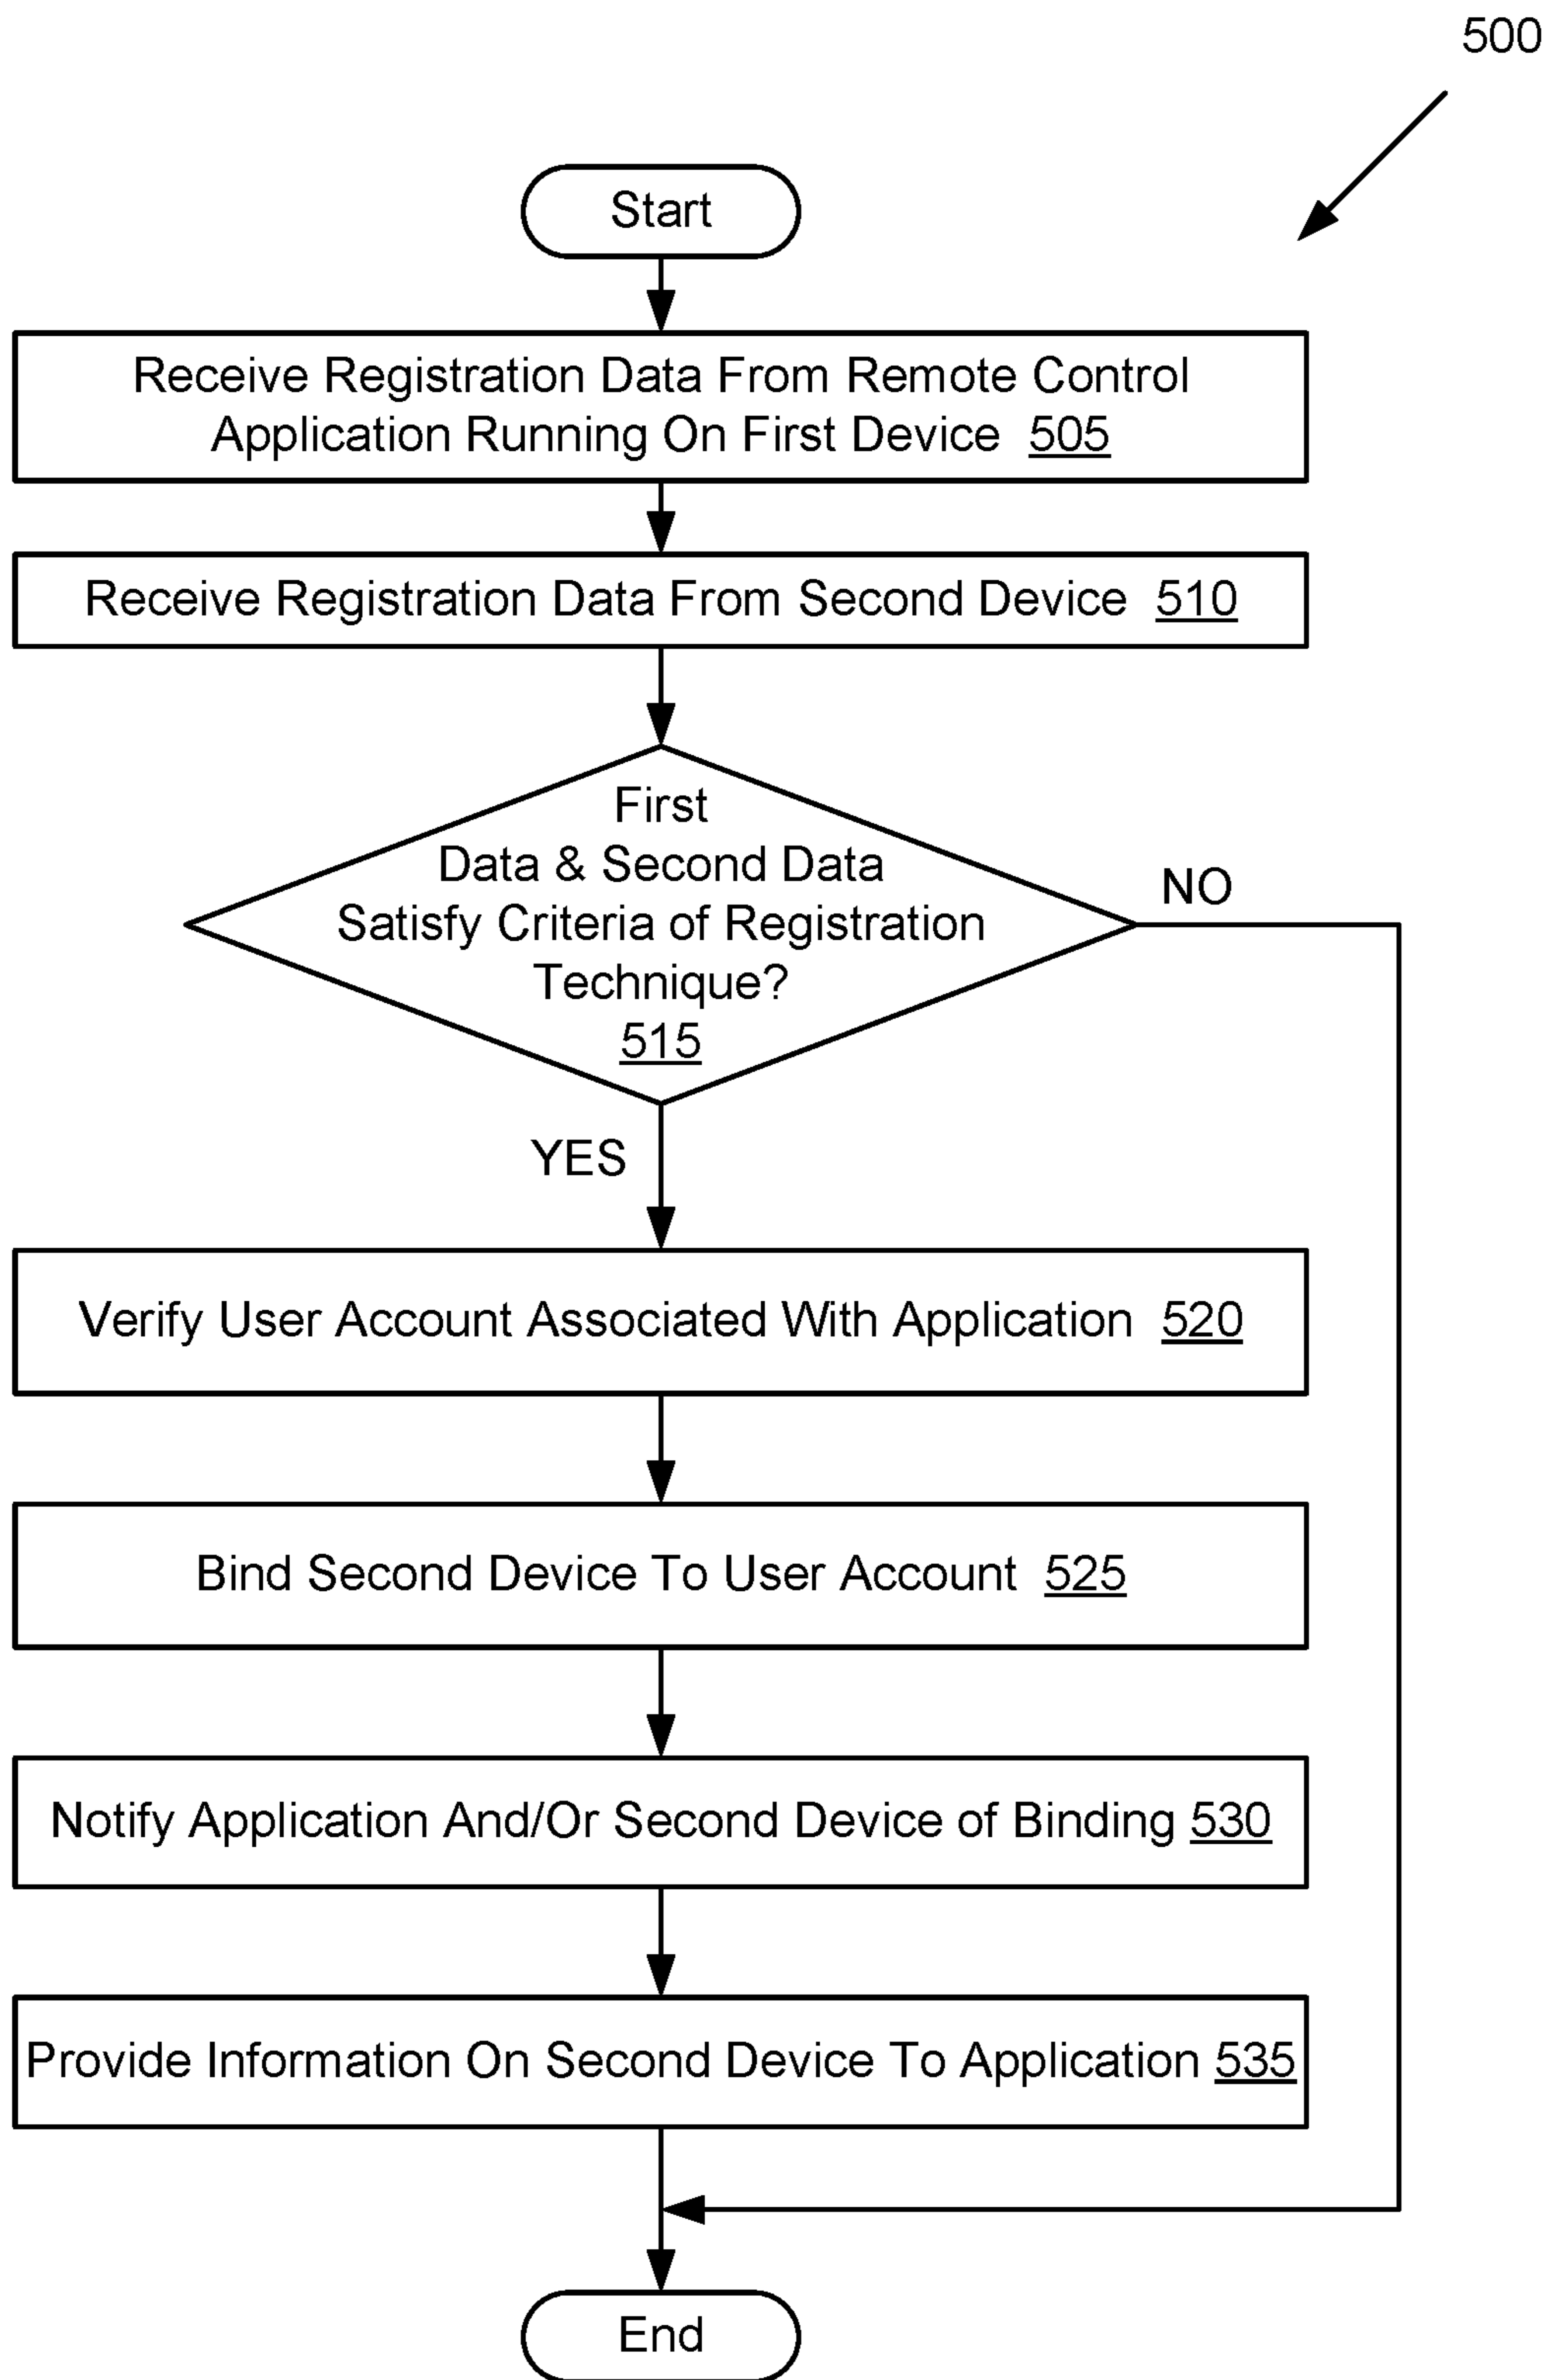 500
Start
Receive Registration Data From Remote Control
Application Running On First Device 505
Receive Registration Data From Second Device 510
First
Data & Second Data
Satisfy Criteria of Registration
Technique?
515
NO
YES
Verify User Account Associated With Application 520
Bind Second Device To User Account 525
Notify Application And/Or Second Device of Binding 530
Provide Information On Second Device To Application 535
End